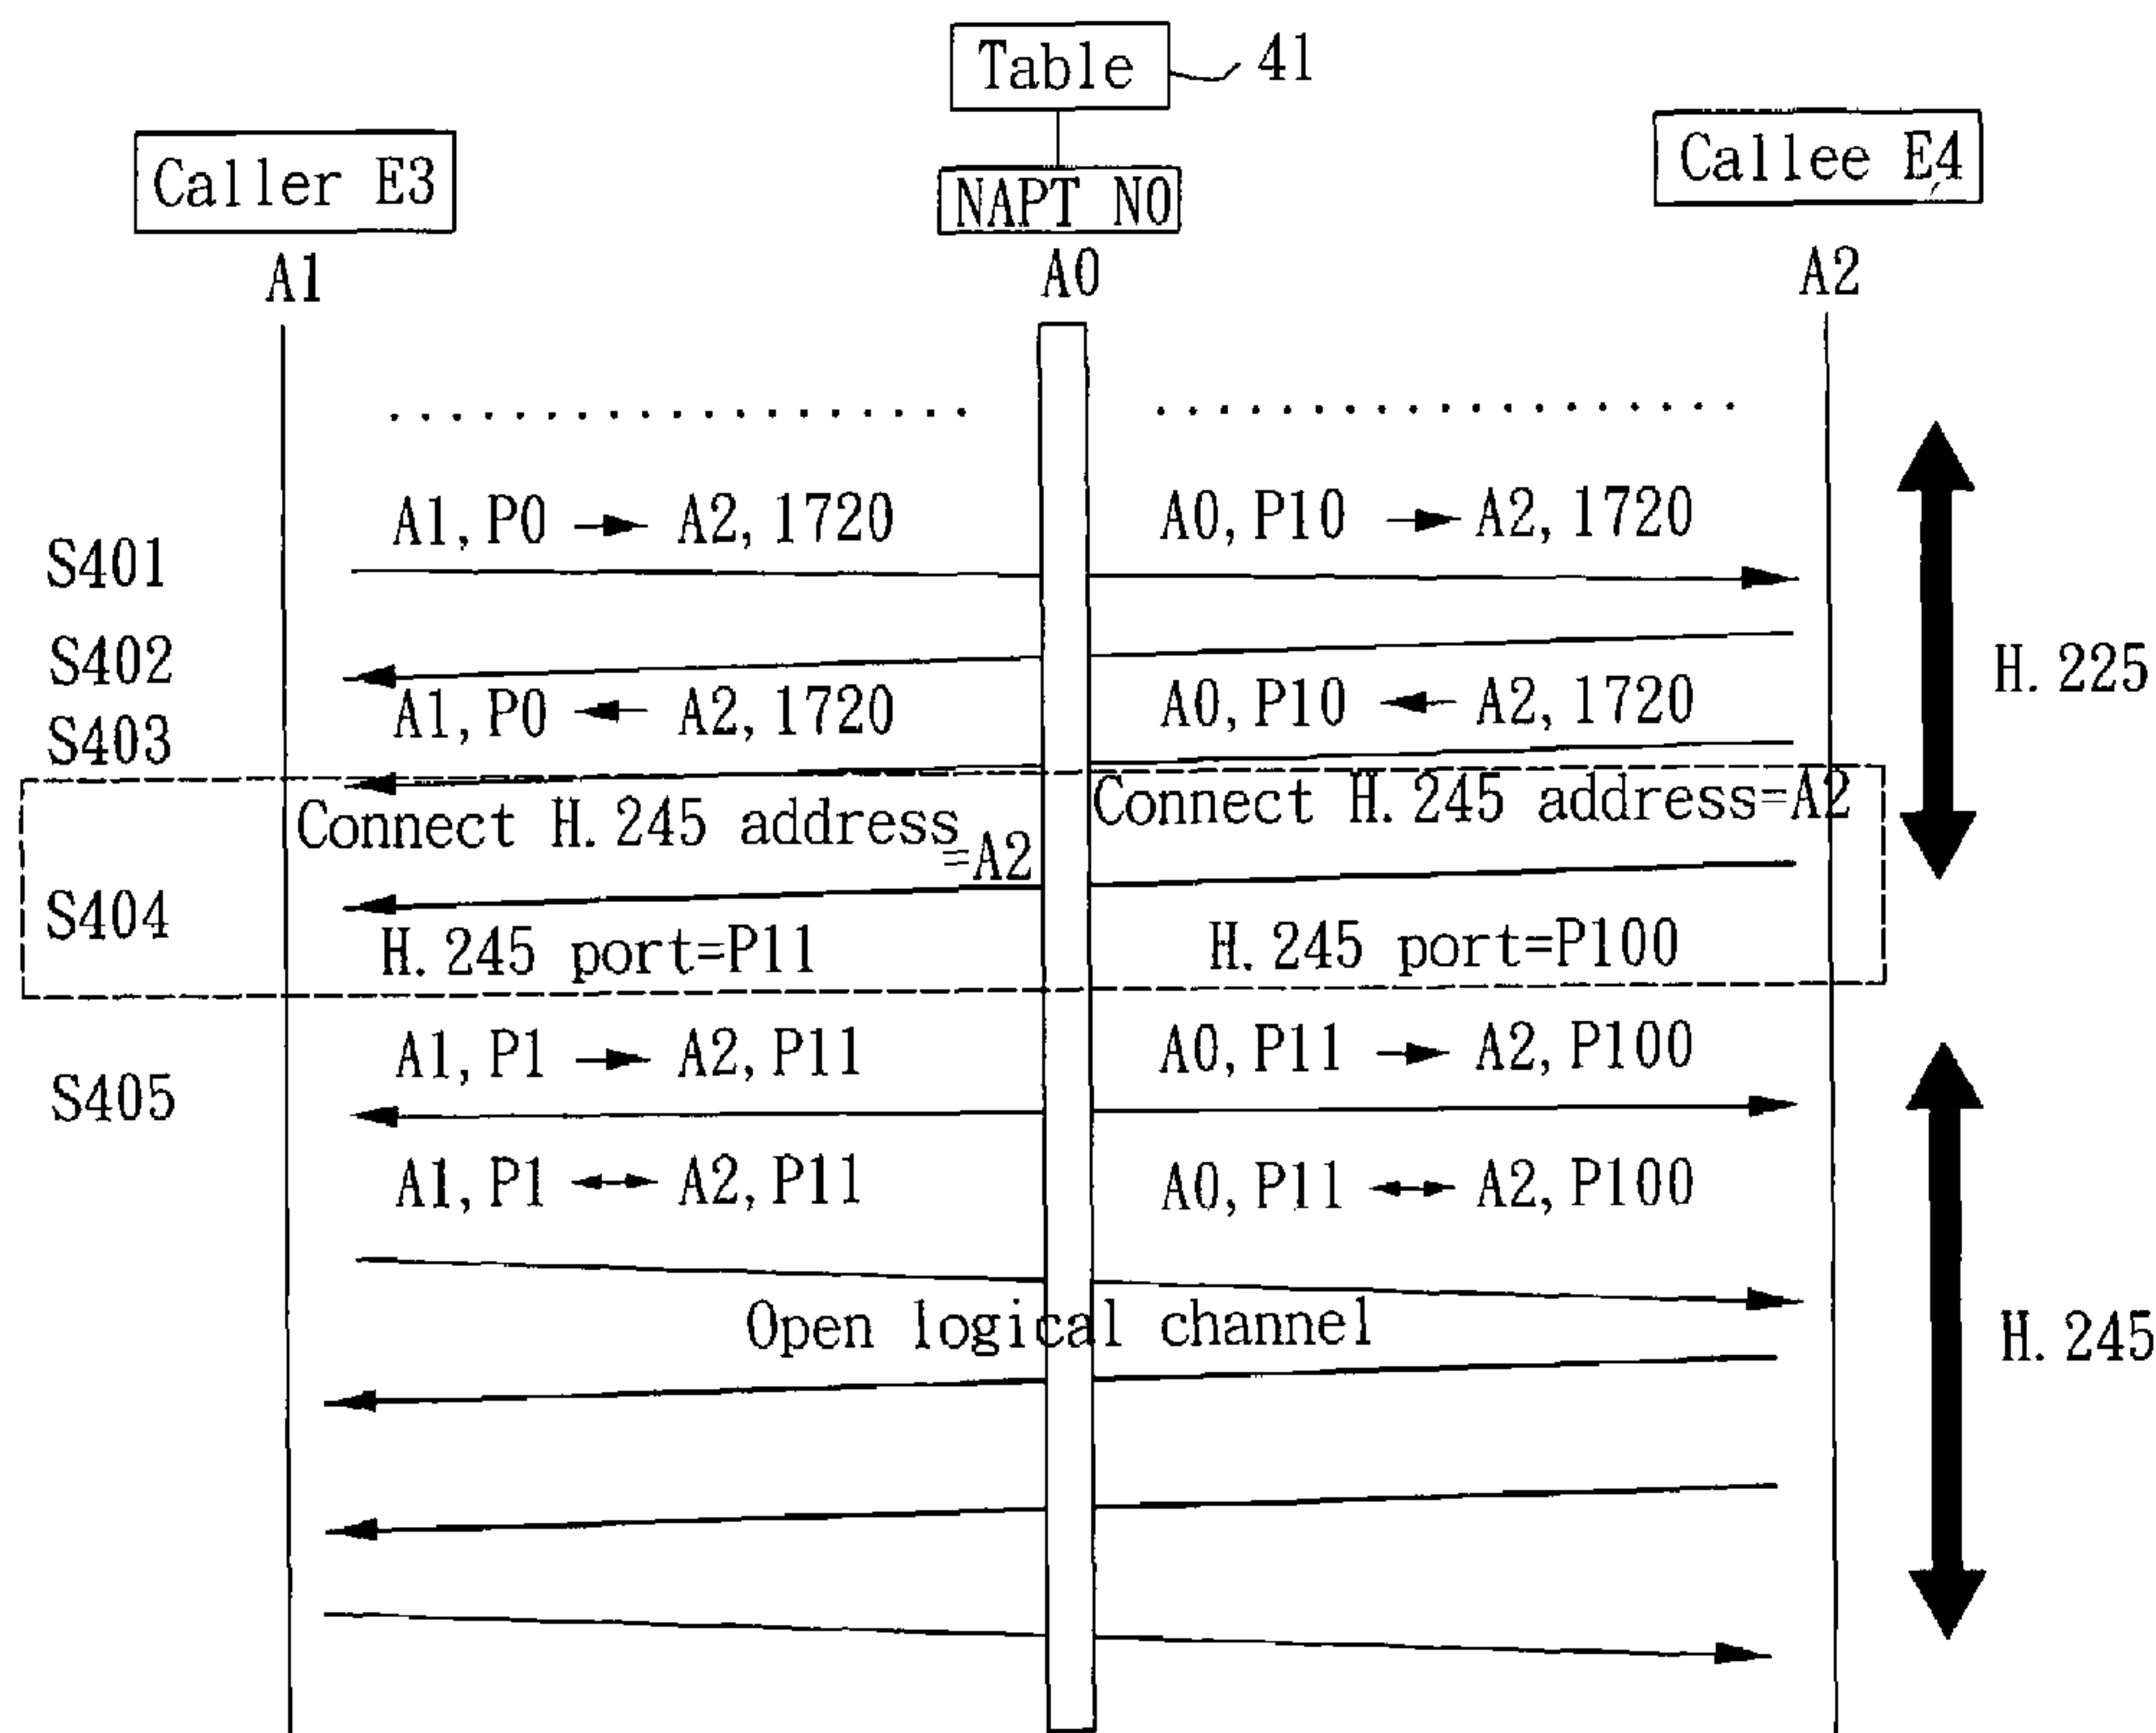 Table
41
Caller E3
NAPT N0
Callee E4
A1
A0
A2
A1, P0 → A2, 1720
A0, P10 → A2, 1720
S401
S402
H. 225
A1, P0 ← A2, 1720
A0, P10 ← A2, 1720
S403
Connect H. 245 address
=A2
Connect H. 245 address=A2
S404
H. 245 port=P11
H. 245 port=P100
A1, P1 → A2, P11
A0, P11 → A2, P100
S405
A1, P1 ↔ A2, P11
A0, P11 ↔ A2, P100
Open logical channel
H. 245